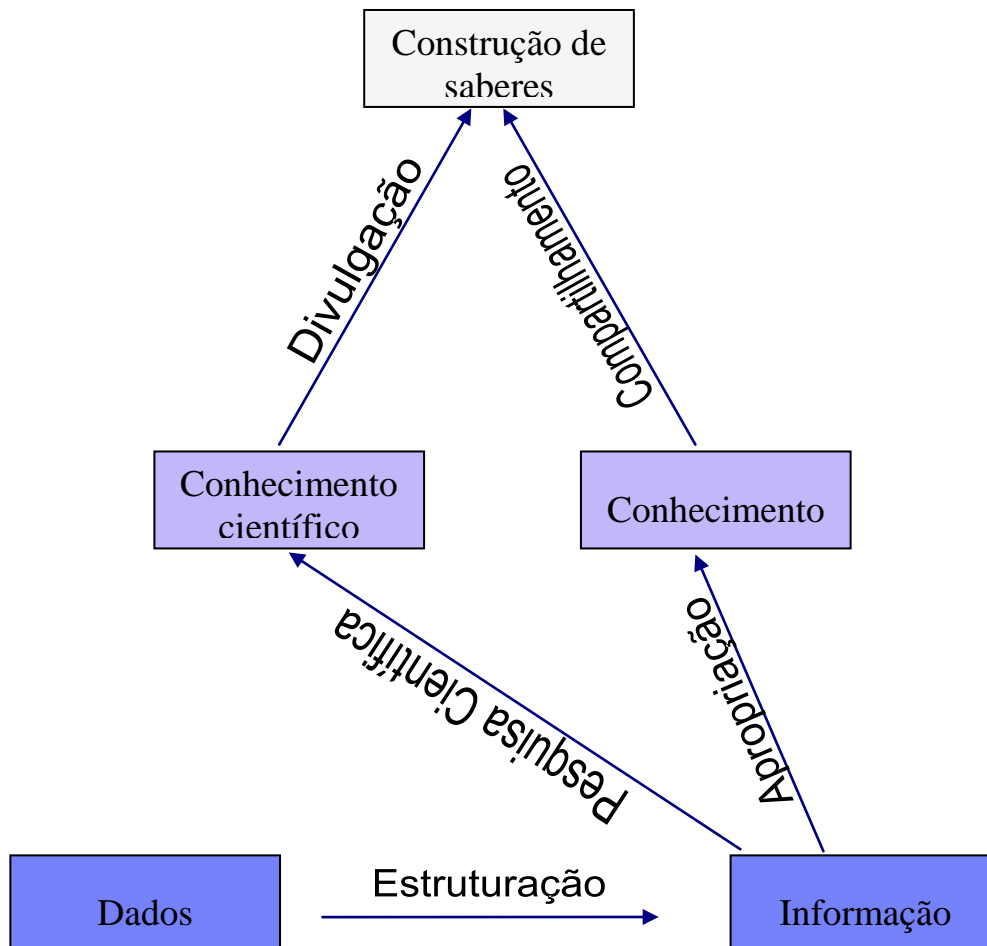 Construção de
saberes
Divulgação
Compartilhamento
Conhecimento
científico
Conhecimento
Pesquisa Científica
Apropriação
Estruturação
Dados
Informação